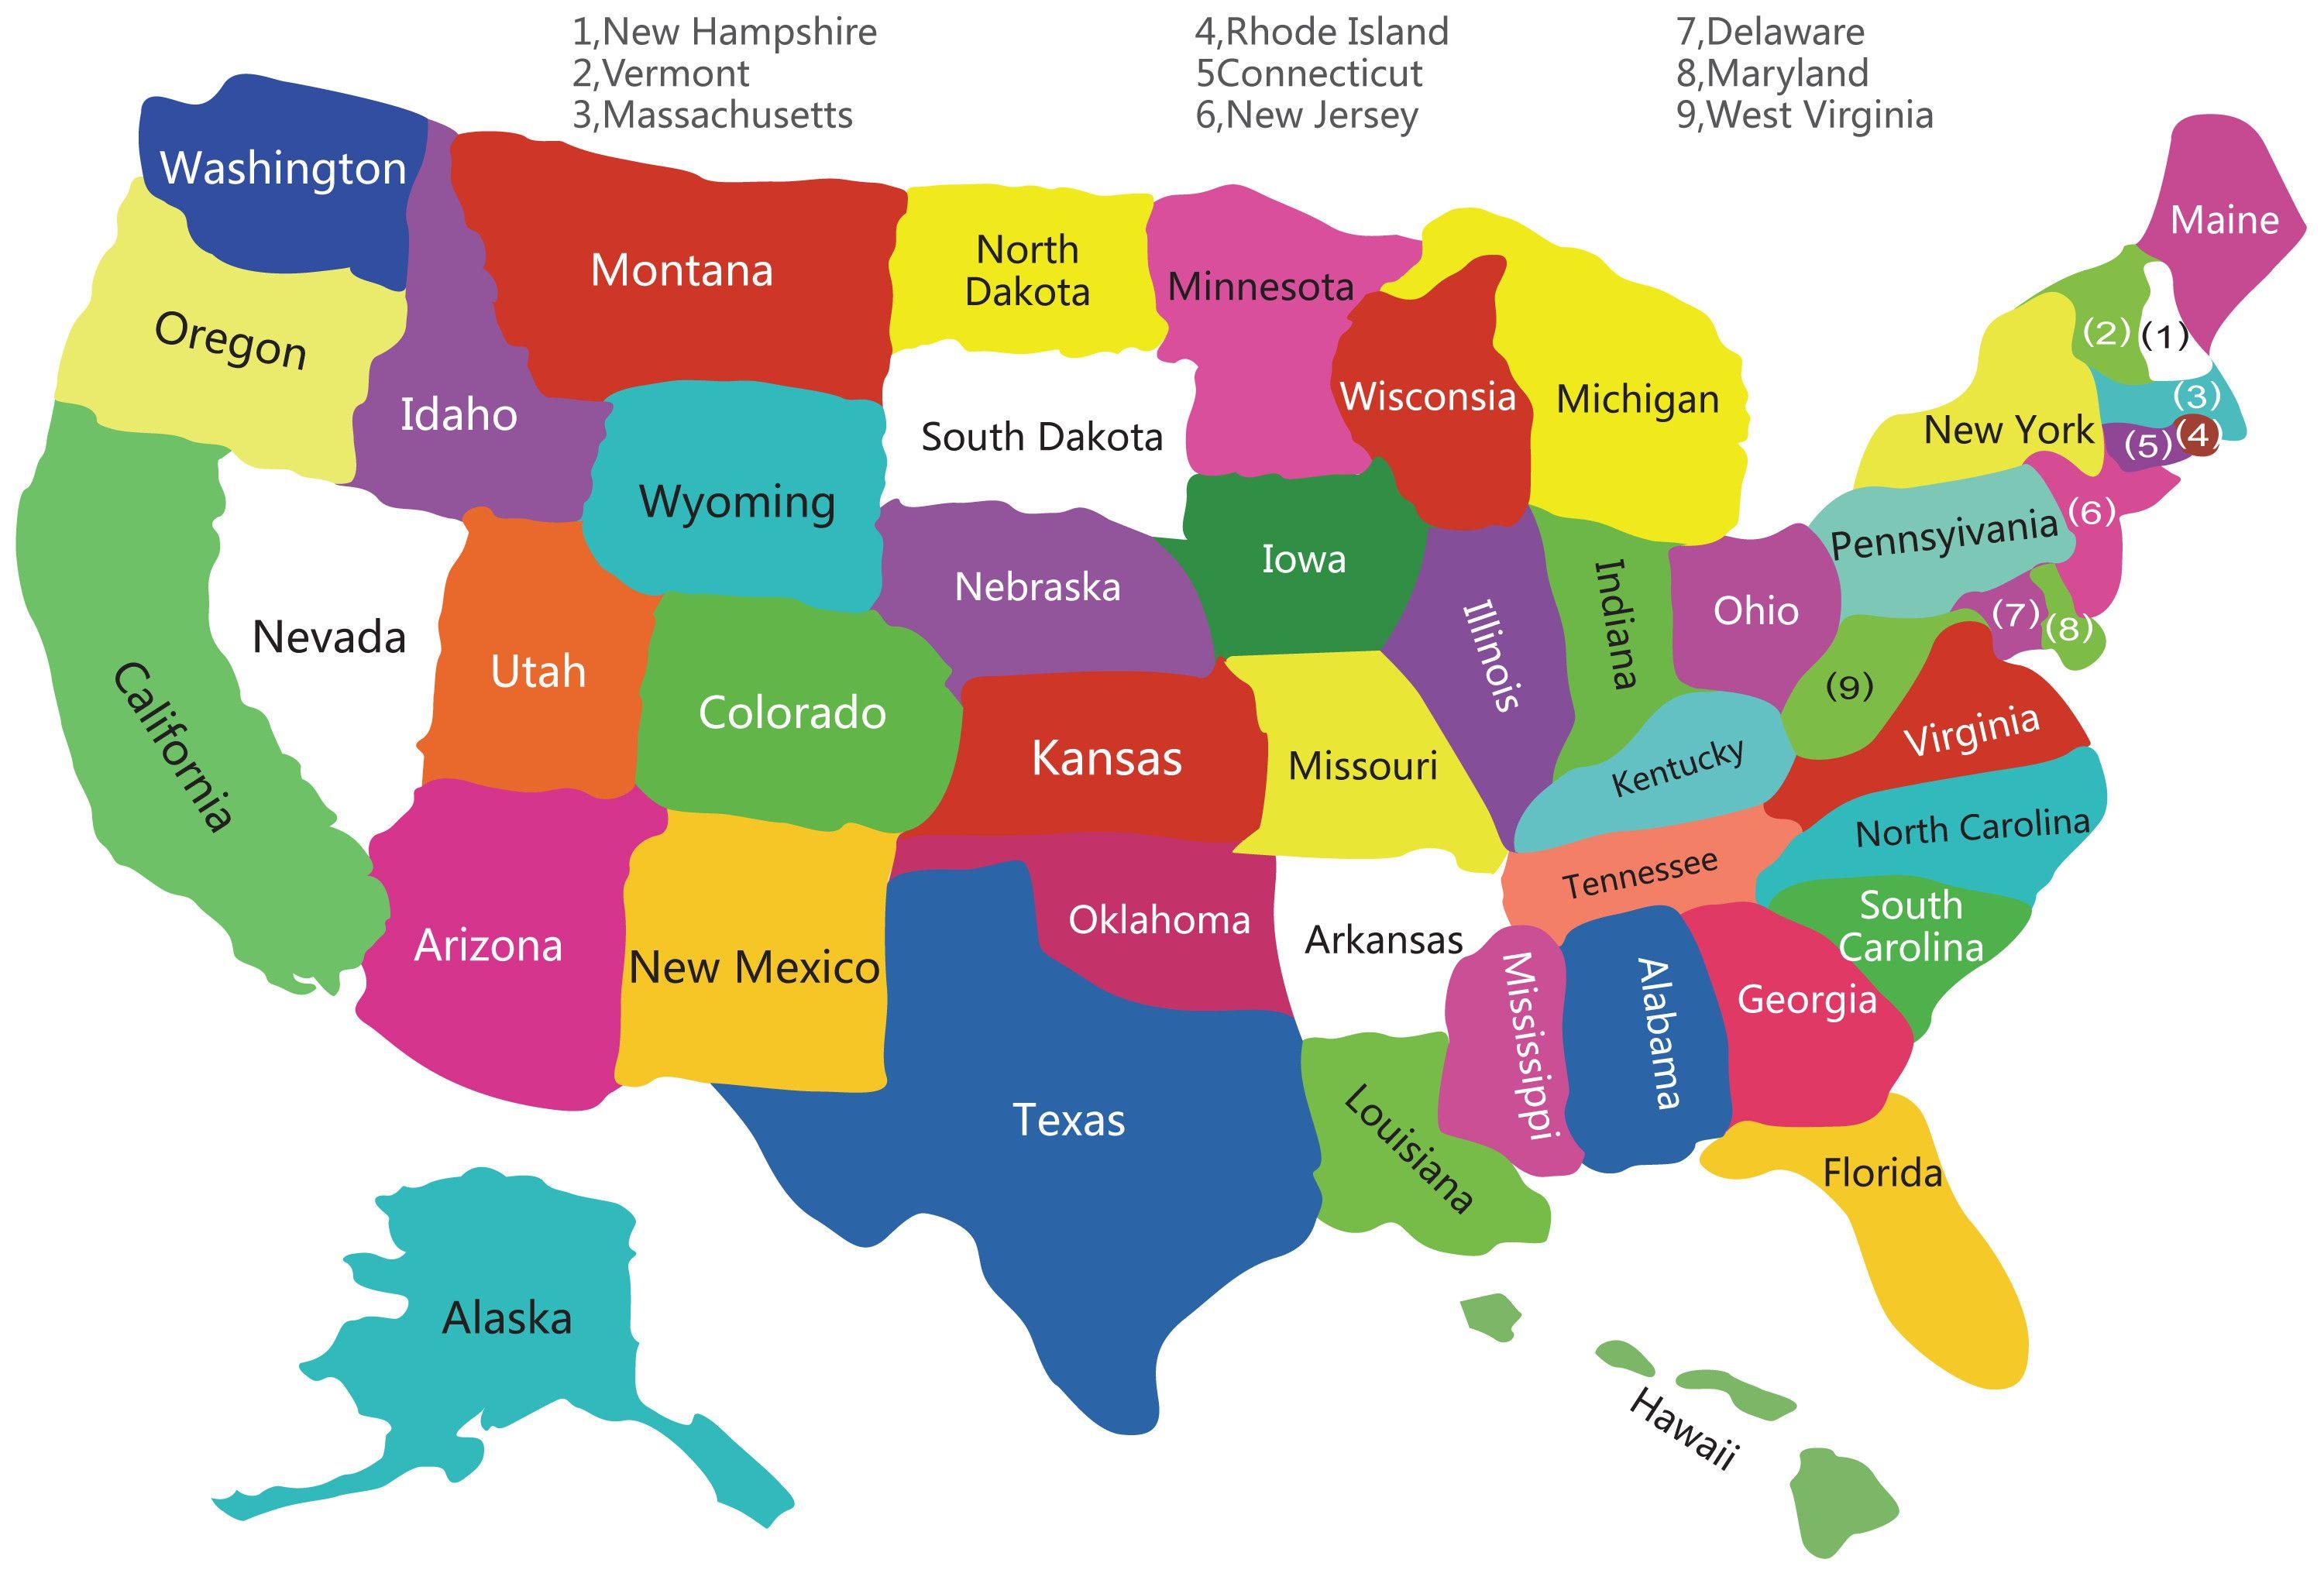 1,New Hampshire
2,Vermont
3,Massachusetts
4,Rhode Island
5Connecticut
6,New Jersey
7,Delaware
8,Maryland
9,West Virginia
Washington
Oregon
Idaho
Montana
North
Dakota
Minnesota
Wisconsia
Michigan
Maine
(2)
(1)
(3)
New York
(5)
(4)
South Dakota
Wyoming
Nebraska
Iowa
Illinois
Indiana
Ohio
Pennsyivania
(6)
(7)
(8)
(9)
Nevada
California
Utah
Colorado
Kansas
Missouri
Kentucky
Virginia
North Carolina
Tennessee
South
Carolina
Arizona
New Mexico
Oklahoma
Arkansas
Mississippi
Alabama
Georgia
Texas
Louisiana
Florida
Alaska
Hawaii